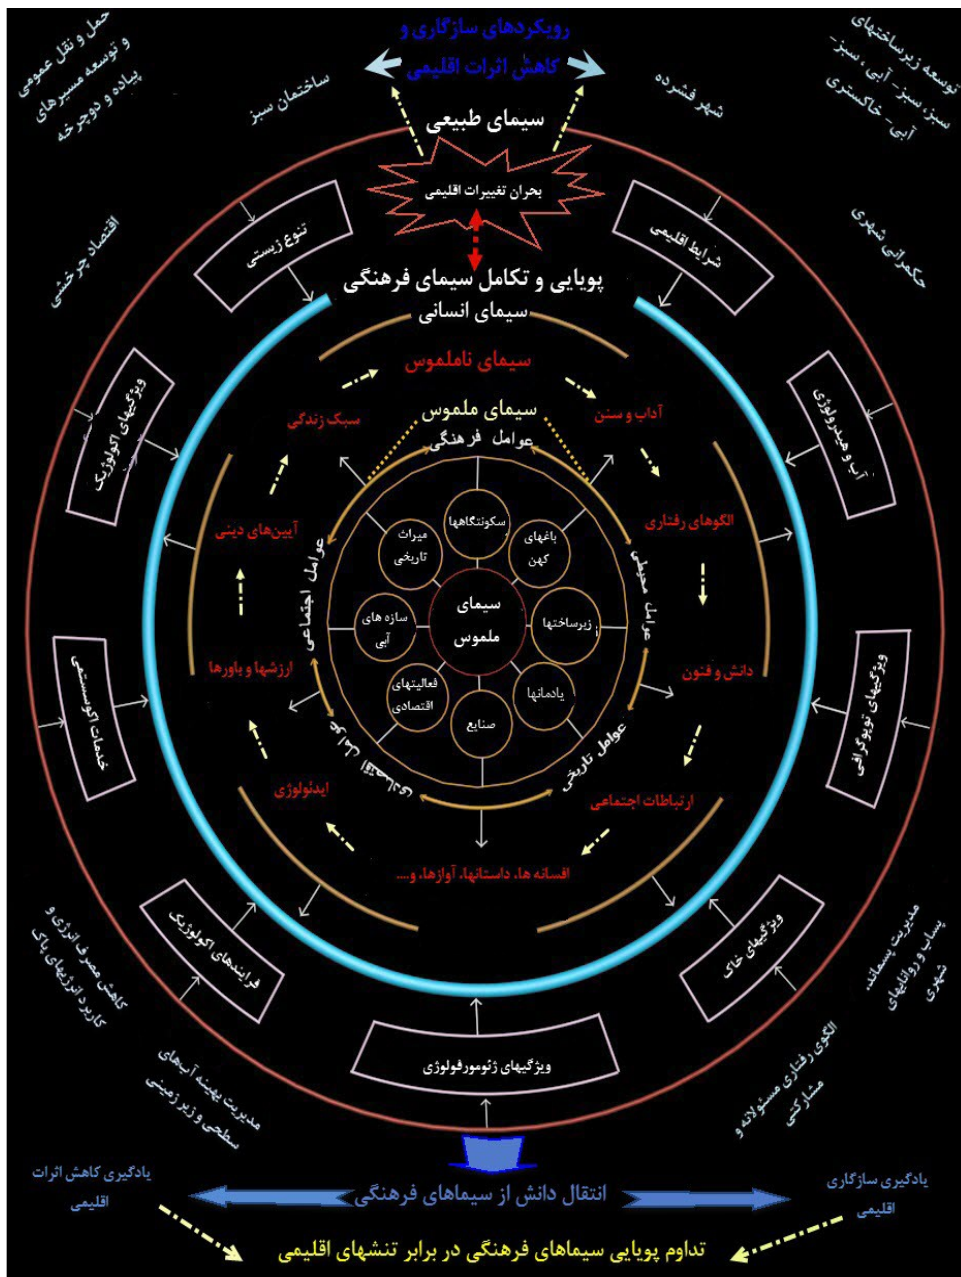 رویکردهای سازگاری و
کاهش اثرات اقلیمی
حمل و نقل عمومی
و توسعه مسیرهای
پیاده و دوچرخه
ساختمان سبز
شهر فشرده
توسعه زیرساختهای
سبز، سبز- آبی، سبز-
آبی- خاکستری
سیمای طبیعی
بحران تغییرات اقلیمی
تنوع زیستی
شرایط اقلیمی
اقتصاد چرخشی
حکمرانی شهری
پویایی و تکامل سیمای فرهنگی
سیمای انسانی
سیمای ناملموس
سیمای ملموس
عوامل فرهنگی
سبک زندگی
آداب و سنن
ویژگیهای اکولوژیک
آب و هیدرولوژی
آیین‌های دینی
الگوهای رفتاری
سکونتگاهها
میراث
تاریخی
باغهای
کهن
عوامل اجتماعی
عوامل محیطی
سازه های
آبی
سیمای
ملموس
زیرساختها
ارزشها و باورها
دانش و فنون
فعالیتهای
اقتصادی
صنایع
یادمانها
خدمات اکوسستمی
ویژگیهای توپوگرافی
عوامل اقتصادی
عوامل تاریخی
ایدئولوژی
ارتباطات اجتماعی
افسانه ها، داستانها، آوازها، و....
فرایندهای اکولوژیک
ویژگیهای خاک
کاهش مصرف انرژی و
کاربرد انرژیهای پاک
مدیریت پسماند،
پساب و روانابهای
شهری
ویژگیهای ژئومورفولوژی
مدیریت بهینه آب‌های
سطحی و زیر زمینی
الگوی رفتاری مسئولانه و
مشارکتی
یادگیری کاهش اثرات
اقلیمی
انتقال دانش از سیماهای فرهنگی
یادگیری سازگاری
اقلیمی
تداوم پویایی سیماهای فرهنگی در برابر تنشهای اقلیمی